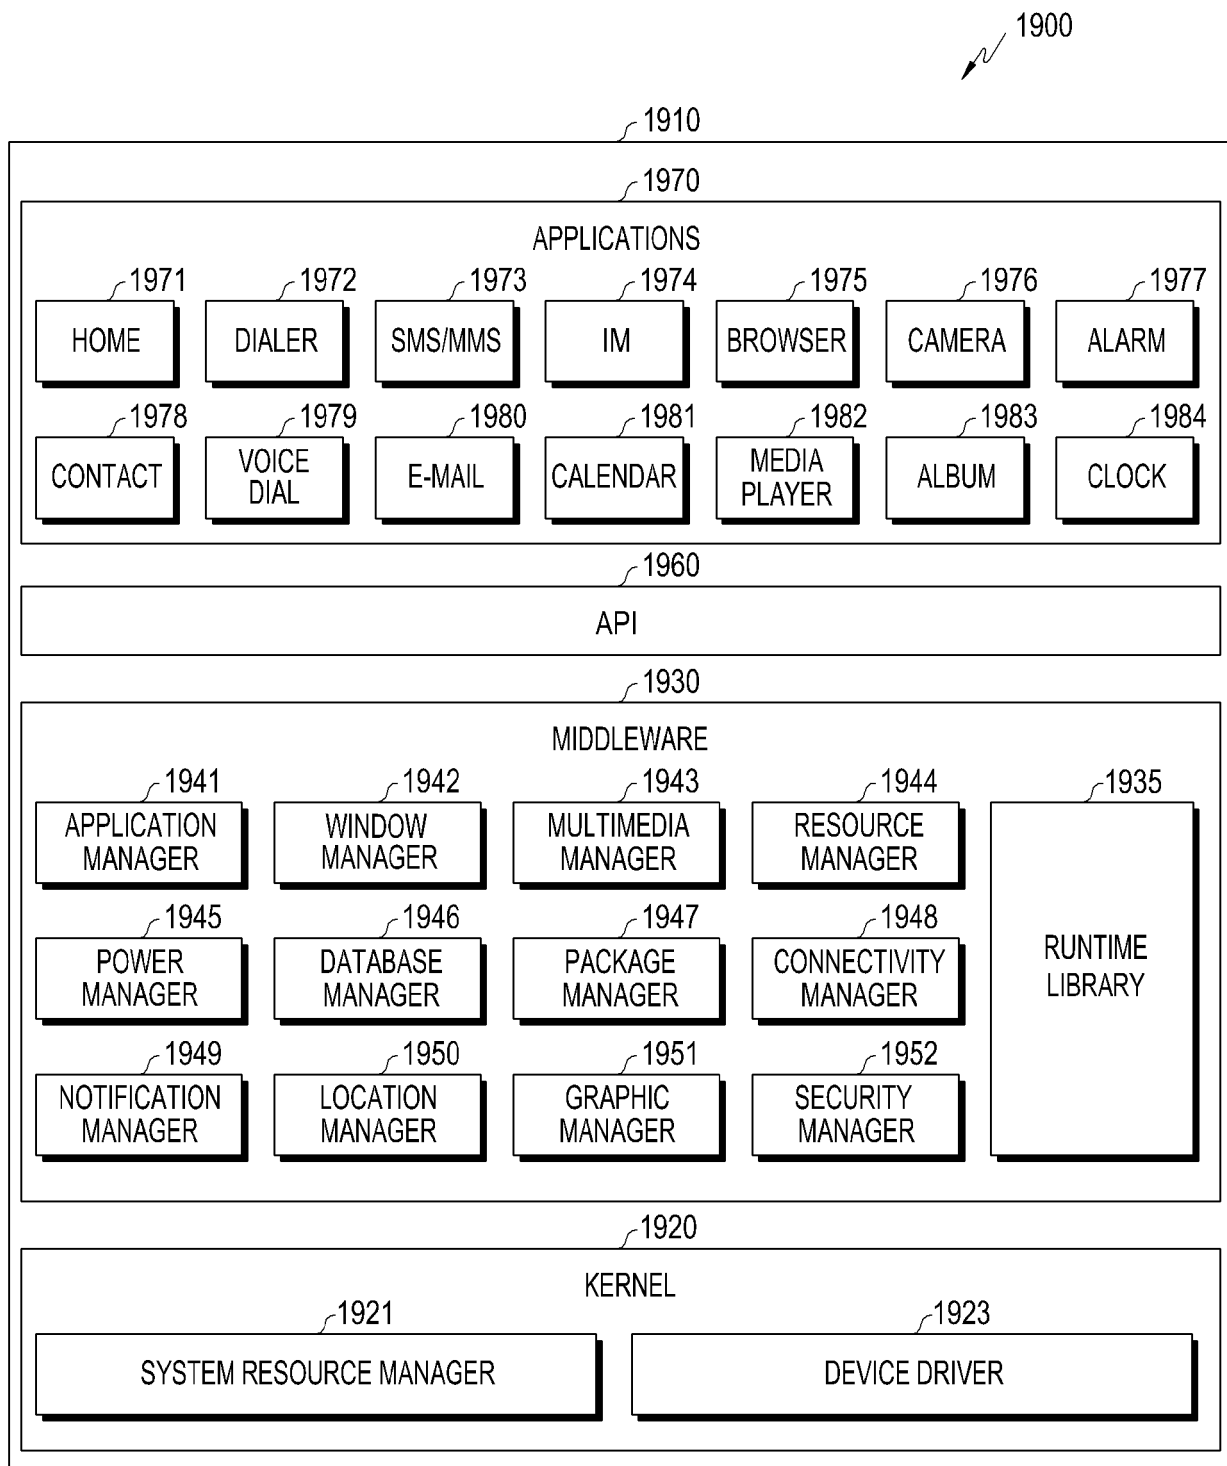 1900
1910
1970
APPLICATIONS
1971 1972 1973 1974 1975 1976 1977
HOME DIALER SMS/MMS IM BROWSER CAMERA ALARM
1978 1979 1980 1981 1982 1983 1984
CONTACT VOICE DIAL E-MAIL CALENDAR MEDIA PLAYER ALBUM CLOCK
1960
API
1930
MIDDLEWARE
1941 1942 1943 1944 1935
APPLICATION MANAGER WINDOW MANAGER MULTIMEDIA MANAGER RESOURCE MANAGER
1945 1946 1947 1948
POWER MANAGER DATABASE MANAGER PACKAGE MANAGER CONNECTIVITY MANAGER RUNTIME LIBRARY
1949 1950 1951 1952
NOTIFICATION MANAGER LOCATION MANAGER GRAPHIC MANAGER SECURITY MANAGER
1920
KERNEL
1921 1923
SYSTEM RESOURCE MANAGER DEVICE DRIVER